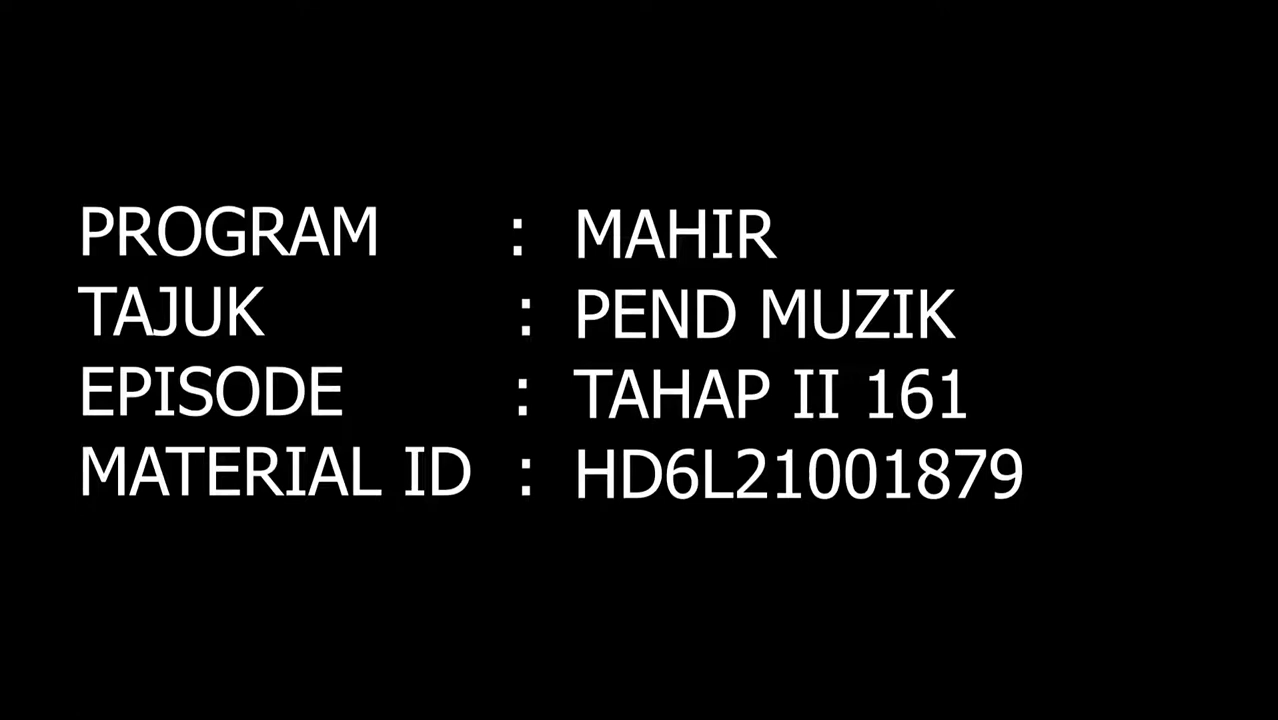 PROGRAM : MAHIR
TAJUK : PEND MUZIK
EPISODE : TAHAP II 161
MATERIAL ID : HD6L21001879